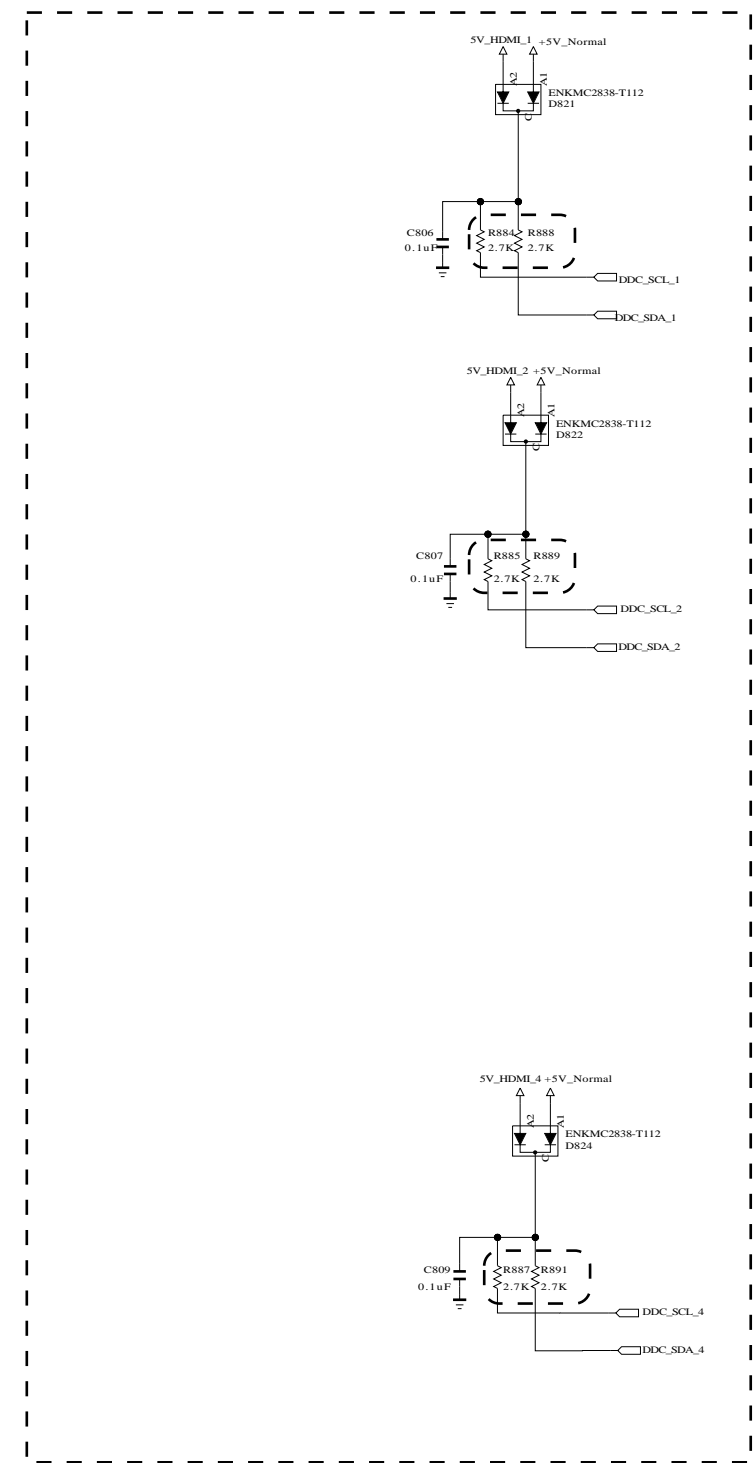 5V_HDMI_1 +5V_Normal
A2 A1
ENKMC2838-T112
D821
C
C806
0.1uF
R884 R888
2.7K 2.7K
DDC_SCL_1
DDC_SDA_1
5V_HDMI_2 +5V_Normal
A2 A1
ENKMC2838-T112
D822
C
C807
0.1uF
R885 R889
2.7K 2.7K
DDC_SCL_2
DDC_SDA_2
5V_HDMI_4 +5V_Normal
A2 A1
ENKMC2838-T112
D824
C
C809
0.1uF
R887 R891
2.7K 2.7K
DDC_SCL_4
DDC_SDA_4